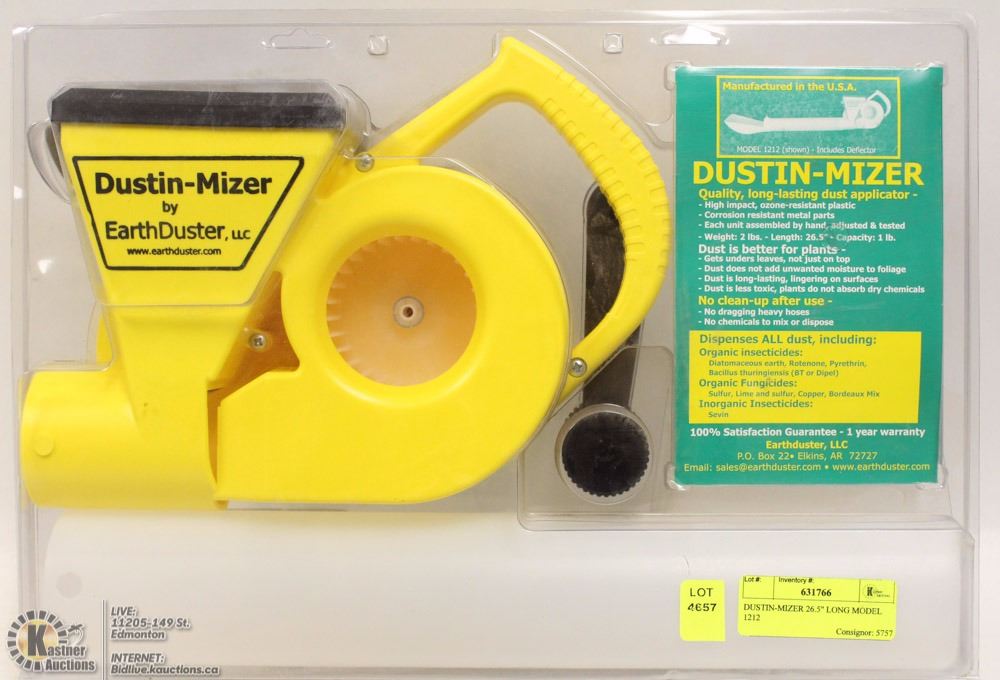 Dustin-Mizer
by
EarthDuster, LLC
www.earthduster.com
Manufactured in the U.S.A.
MODEL 1212 (shown) - Includes Deflector
DUSTIN-MIZER
Quality, long-lasting dust applicator -
- High impact, ozone-resistant plastic
- Corrosion resistant metal parts
- Each unit assembled by hand, adjusted & tested
- Weight: 2 lbs. - Length: 26.5" - Capacity: 1 lb.
Dust is better for plants -
- Gets unders leaves, not just on top
- Dust does not add unwanted moisture to foliage
- Dust is long-lasting, lingering on surfaces
- Dust is less toxic, plants do not absorb dry chemicals
No clean-up after use -
- No dragging heavy hoses
- No chemicals to mix or dispose
Dispenses ALL dust, including:
Organic insecticides:
Diatomaceous earth, Rotenone, Pyrethrin,
Bacillus thuringiensis (BT or Dipel)
Organic Fungicides:
Sulfur, Lime and sulfur, Copper, Bordeaux Mix
Inorganic Insecticides:
Sevin
100% Satisfaction Guarantee - 1 year warranty
Earthduster, LLC
P.O. Box 22• Elkins, AR 72727
Email: sales@earthduster.com • www.earthduster.com
LOT
4657
Lot #: Inventory #:
631766
DUSTIN-MIZER 26.5" LONG MODEL
1212
Consignor: 5757
K
Kastner
Auctions
LIVE:
11205-149 St.
Edmonton
INTERNET:
Bidlive.kauctions.ca